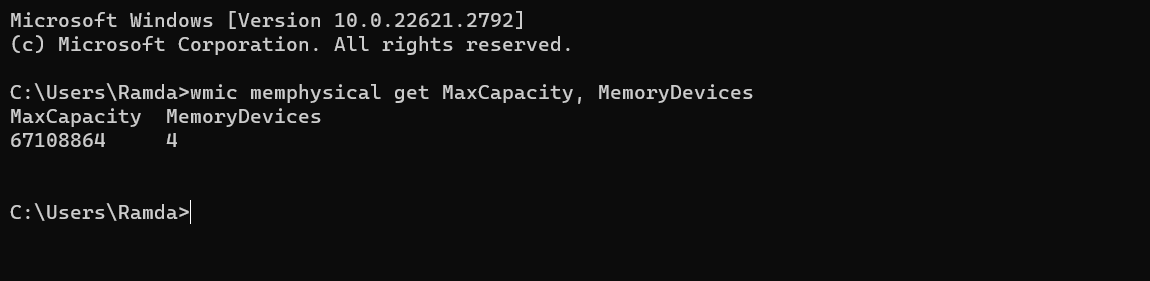 Microsoft Windows [Version 10.0.22621.2792]
(c) Microsoft Corporation. All rights reserved.
C:\Users\Ramda>wmic memphysical get MaxCapacity, MemoryDevices
MaxCapacity  MemoryDevices
67108864     4
C:\Users\Ramda>